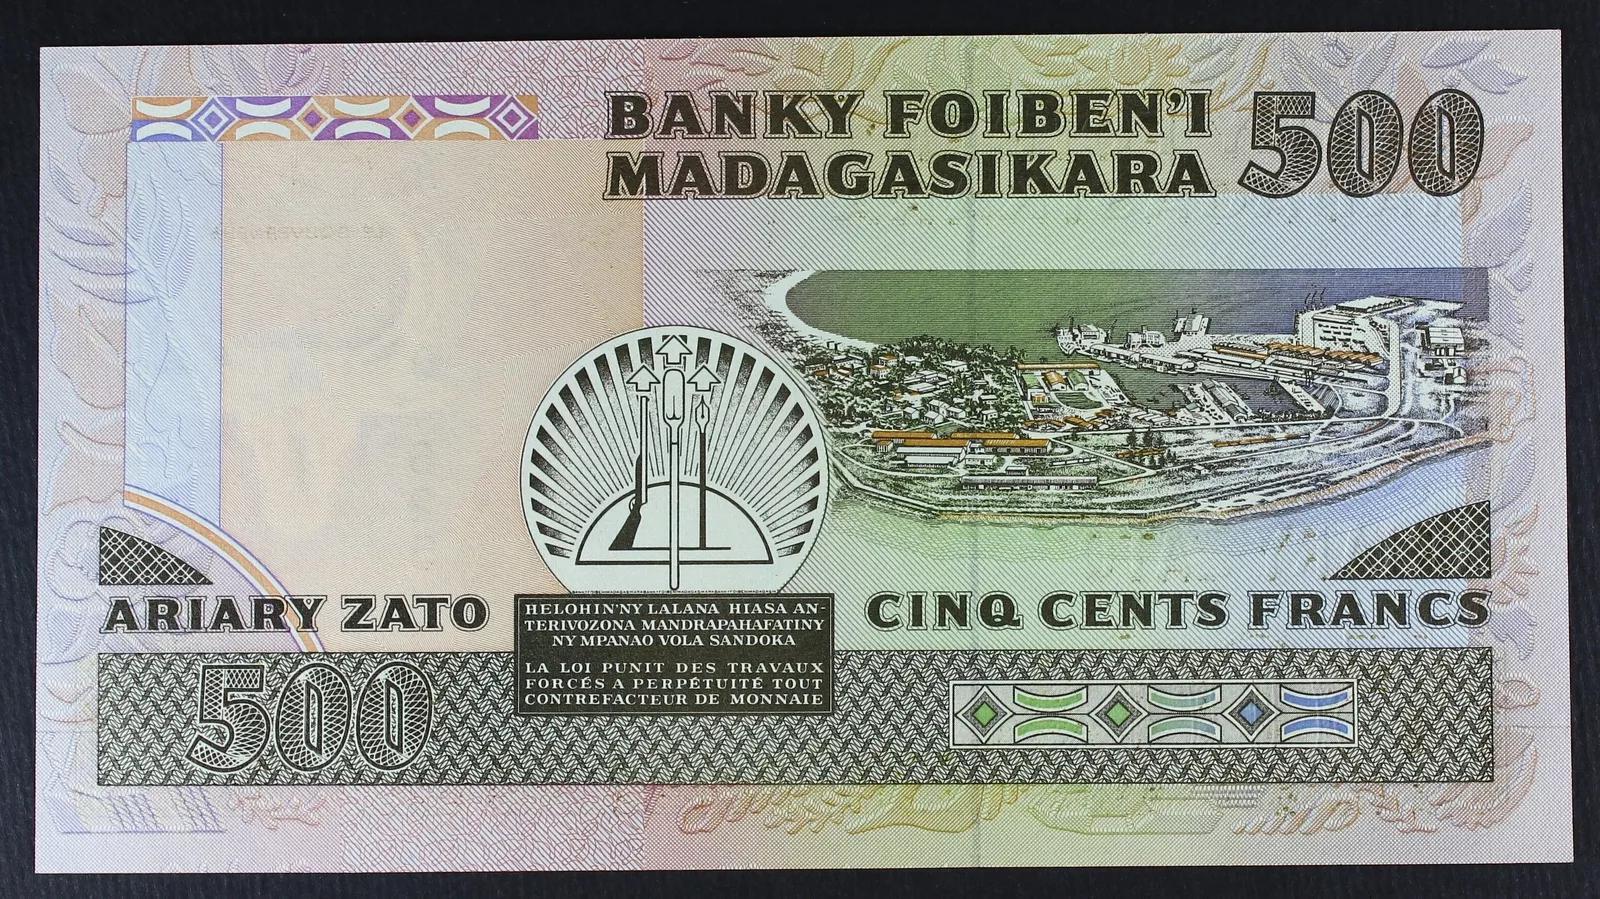 BANKY FOIBEN'I
MADAGASIKARA
500
ARIARY ZATO
HELOHIN'NY LALANA HIASA AN-
TERIVOZONA MANDRAPAHAFATINY
NY MPANAO VOLA SANDOKA
LA LOI PUNIT DES TRAVAUX
FORCÉS A PERPÉTUITÉ TOUT
CONTREFACTEUR DE MONNAIE
CINQ CENTS FRANCS
500